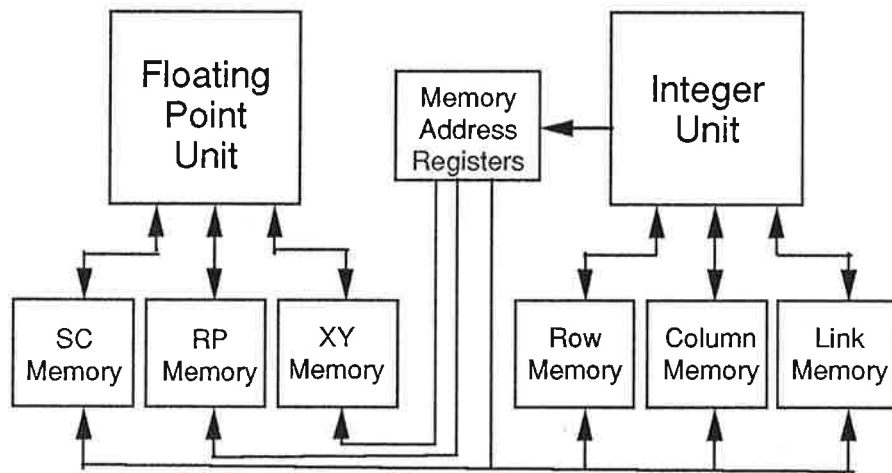 Floating
Point
Unit
Memory
Address
Registers
Integer
Unit
SC
Memory
RP
Memory
XY
Memory
Row
Memory
Column
Memory
Link
Memory